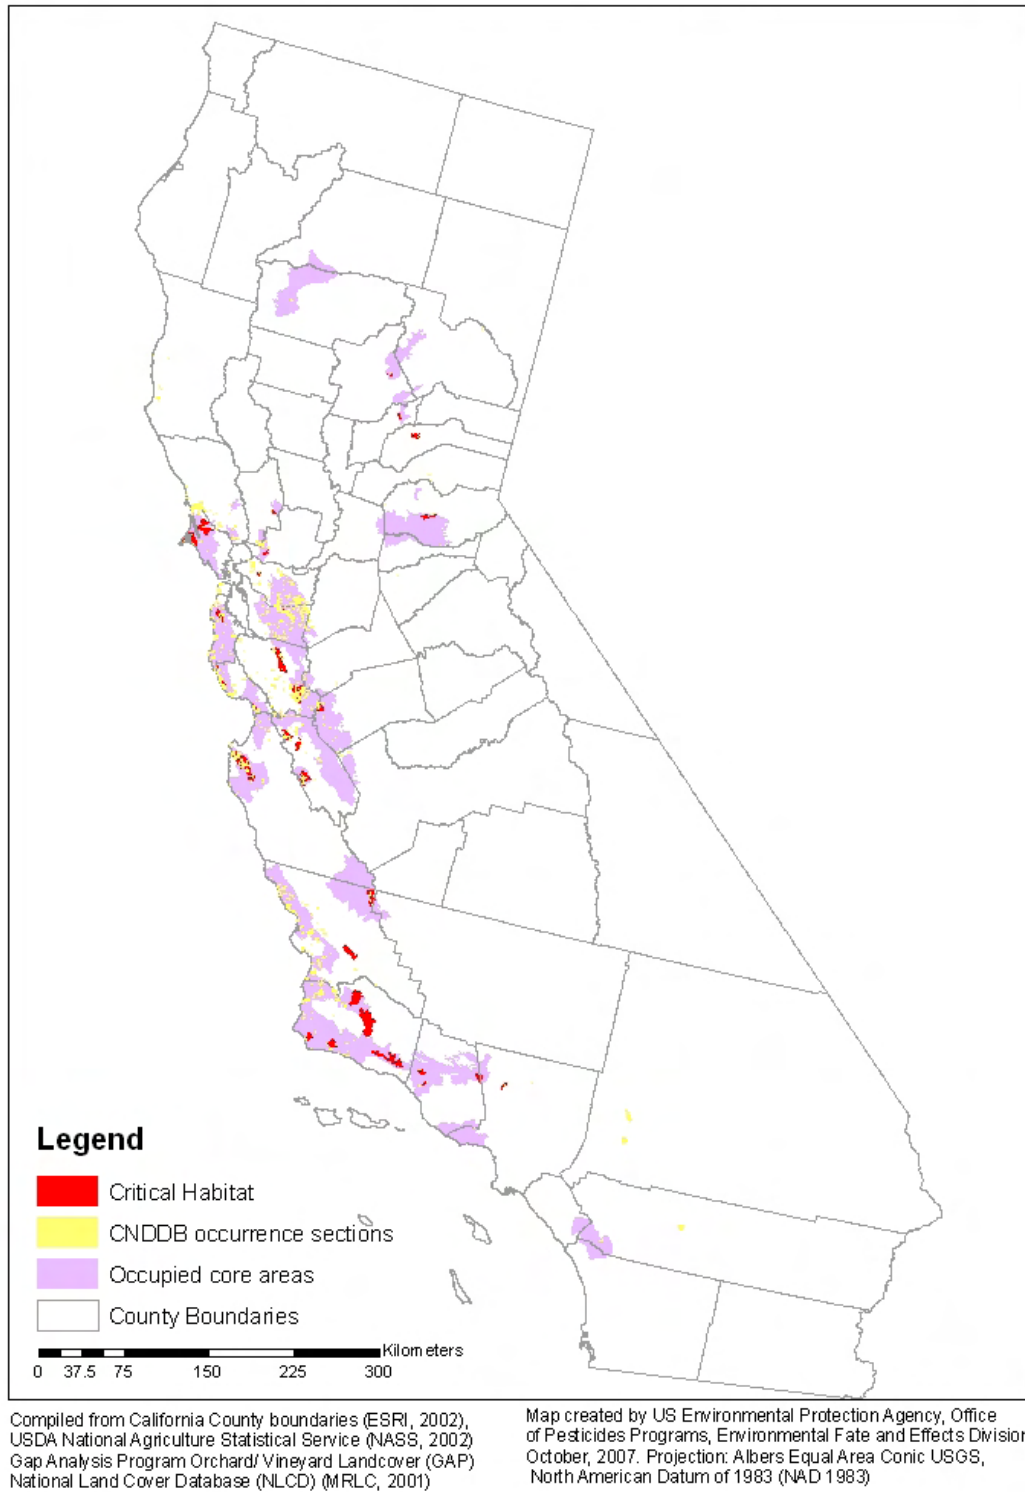 Legend
Critical Habitat
CNDDB occurrence sections
Occupied core areas
County Boundaries
Kilometers
0 37.5 75 150 225 300
Compiled from California County boundaries (ESRI, 2002),
USDA National Agriculture Statistical Service (NASS, 2002)
Gap Analysis Program Orchard/ Vineyard Landcover (GAP)
National Land Cover Database (NLCD) (MRLC, 2001)
Map created by US Environmental Protection Agency, Office
of Pesticides Programs, Environmental Fate and Effects Division
October, 2007. Projection: Albers Equal Area Conic USGS,
North American Datum of 1983 (NAD 1983)